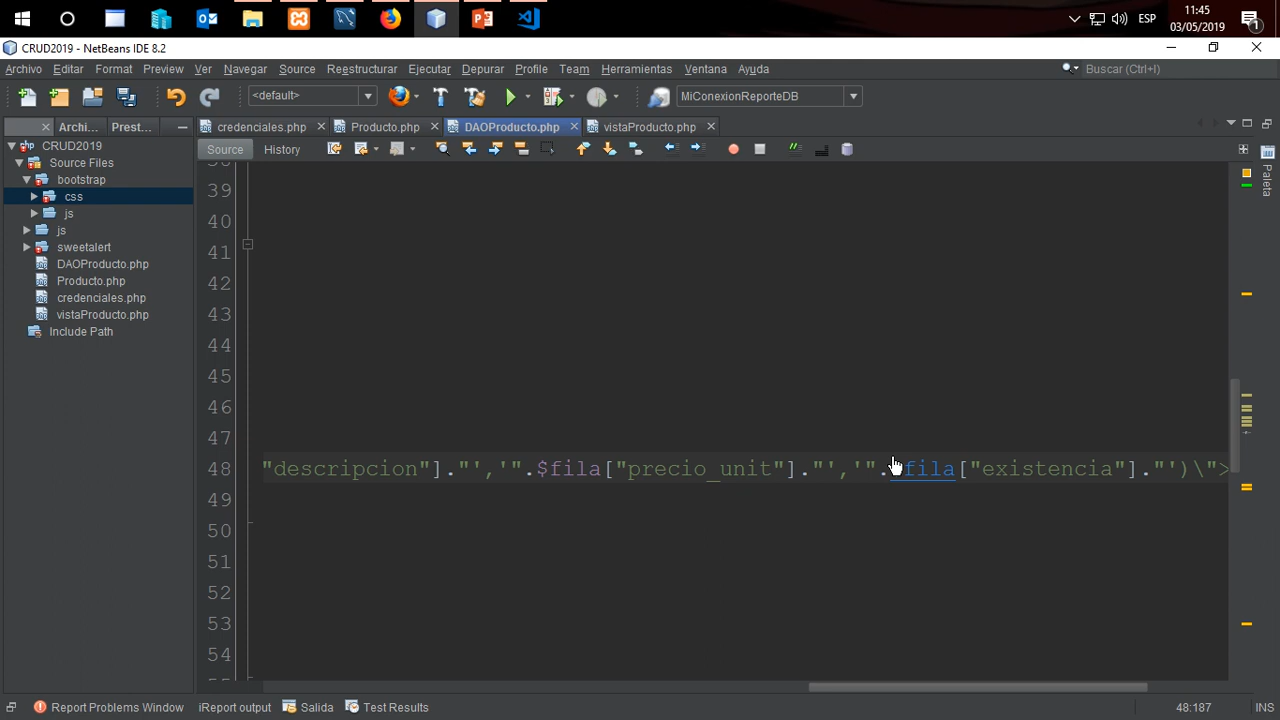 ESP
11:45
03/05/2019
1
CRUD2019 - NetBeans IDE 8.2
Archivo Editar Format Preview Ver Navegar Source Reestructurar Ejecutar Depurar Profile Team Herramientas Ventana Ayuda
Buscar (Ctrl+I)
<default>
MiConexionReporteDB
Archi... Prest...
credenciales.php Producto.php DAOProducto.php vistaProducto.php
Source History
CRUD2019
Source Files
bootstrap
css
js
js
sweetalert
DAOProducto.php
Producto.php
credenciales.php
vistaProducto.php
Include Path
Paleta
39
40
41
42
43
44
45
46
47
48 "descripcion"]."','".$fila["precio_unit"]."','".$fila["existencia"]."')\">
49
50
51
52
53
54
Report Problems Window iReport output Salida Test Results
48:187
INS